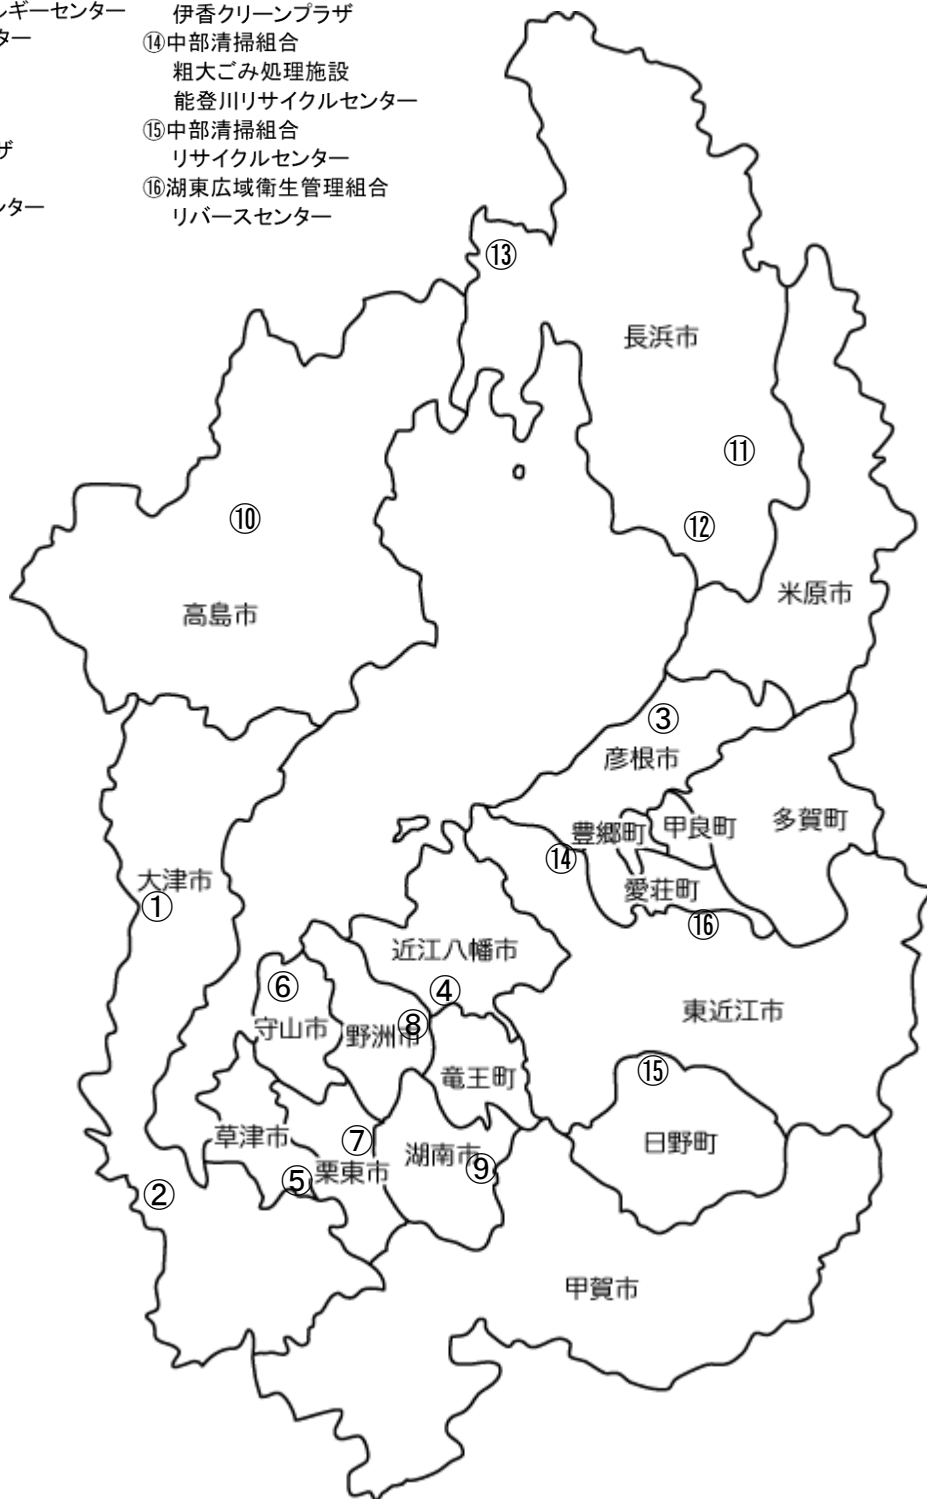 ルギーセンター
ター
ザ
ンター
伊香クリーンプラザ
⑭中部清掃組合
粗大ごみ処理施設
能登川リサイクルセンター
⑮中部清掃組合
リサイクルセンター
⑯湖東広域衛生管理組合
リバースセンター
⑬
長浜市
⑪
⑩
⑫
米原市
高島市
③
彦根市
豊郷町
甲良町
多賀町
⑭
大津市
愛荘町
①
⑯
近江八幡市
⑥
④
東近江市
守山市
野洲市
⑧
竜王町
⑮
草津市
⑦
湖南市
日野町
栗東市
⑨
⑤
②
甲賀市